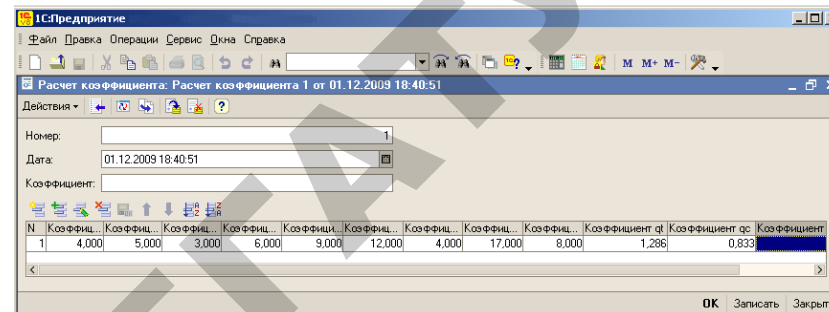 1С:Предприятие
Файл Правка Операции Сервис Окна Справка
M M+ M-
Расчет коэффициента: Расчет коэффициента 1 от 01.12.2009 18:40:51
Действия
Номер: 1
Дата: 01.12.2009 18:40:51
Коэффициент:
N Коэффиц... Коэффиц... Коэффиц... Коэффиц... Коэффици... Коэффиц... Коэффиц... Коэффиц... Коэффиц... Коэффициент qt Коэффициент qc Коэффициент
1 4,000 5,000 3,000 6,000 9,000 12,000 4,000 17,000 8,000 1,286 0,833
OK Записать Закрыт